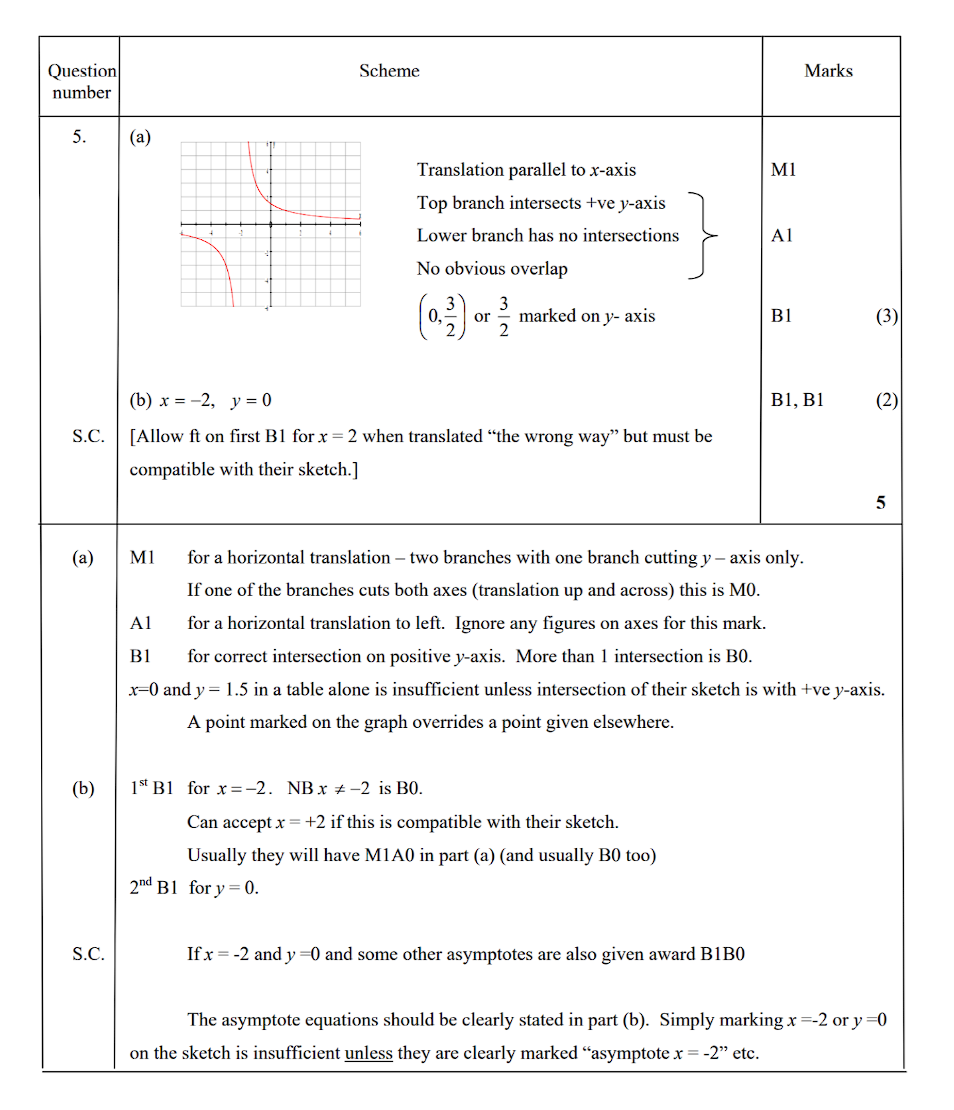 Question number Scheme Marks
5. (a)
Translation parallel to x-axis M1
Top branch intersects +ve y-axis
Lower branch has no intersections A1
No obvious overlap
(0, 3/2) or 3/2 marked on y- axis B1 (3)
(b) x = –2, y = 0 B1, B1 (2)
S.C. [Allow ft on first B1 for x = 2 when translated “the wrong way” but must be
compatible with their sketch.]
5
(a) M1 for a horizontal translation – two branches with one branch cutting y – axis only.
If one of the branches cuts both axes (translation up and across) this is M0.
A1 for a horizontal translation to left. Ignore any figures on axes for this mark.
B1 for correct intersection on positive y-axis. More than 1 intersection is B0.
x=0 and y = 1.5 in a table alone is insufficient unless intersection of their sketch is with +ve y-axis.
A point marked on the graph overrides a point given elsewhere.
(b) 1st B1 for x = –2. NB x ≠ –2 is B0.
Can accept x = +2 if this is compatible with their sketch.
Usually they will have M1A0 in part (a) (and usually B0 too)
2nd B1 for y = 0.
S.C. If x = -2 and y =0 and some other asymptotes are also given award B1B0
The asymptote equations should be clearly stated in part (b). Simply marking x =-2 or y =0
on the sketch is insufficient unless they are clearly marked “asymptote x = -2” etc.